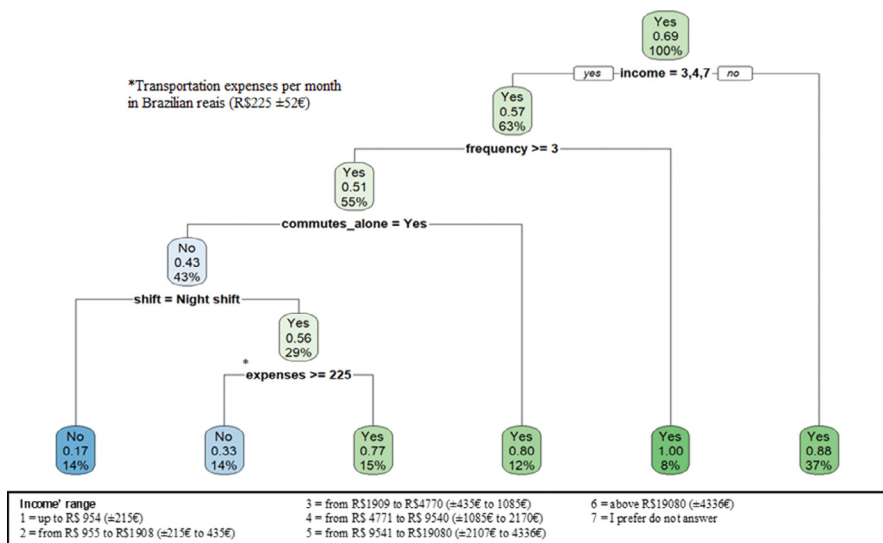 Yes
0.69
100%
yes income = 3,4,7 no
*Transportation expenses per month
in Brazilian reais (R$225 ±52€)
Yes
0.57
63%
frequency >= 3
Yes
0.51
55%
commutes_alone = Yes
No
0.43
43%
shift = Night shift
Yes
0.56
29%
*
expenses >= 225
No
0.17
14%
No
0.33
14%
Yes
0.77
15%
Yes
0.80
12%
Yes
1.00
8%
Yes
0.88
37%
Income' range
1 = up to R$ 954 (±215€)
2 = from R$ 955 to R$1908 (±215€ to 435€)
3 = from R$1909 to R$4770 (±435€ to 1085€)
4 = from R$ 4771 to R$ 9540 (±1085€ to 2170€)
5 = from R$ 9541 to R$19080 (±2107€ to 4336€)
6 = above R$19080 (±4336€)
7 = I prefer do not answer